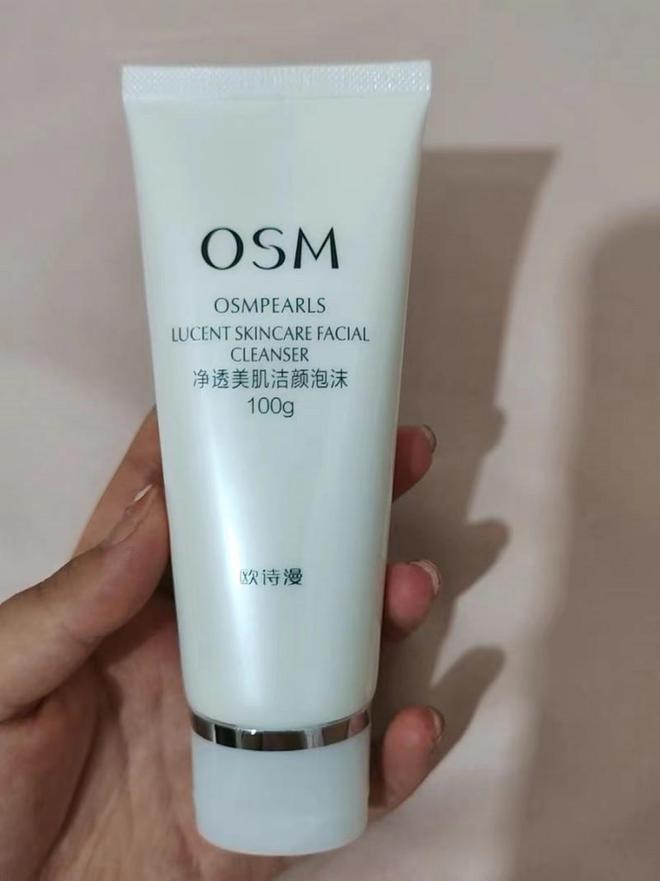 OSM
OSMPEARLS
LUCENT SKINCARE FACIAL
CLEANSER
净透美肌洁颜泡沫
100g
欧诗漫